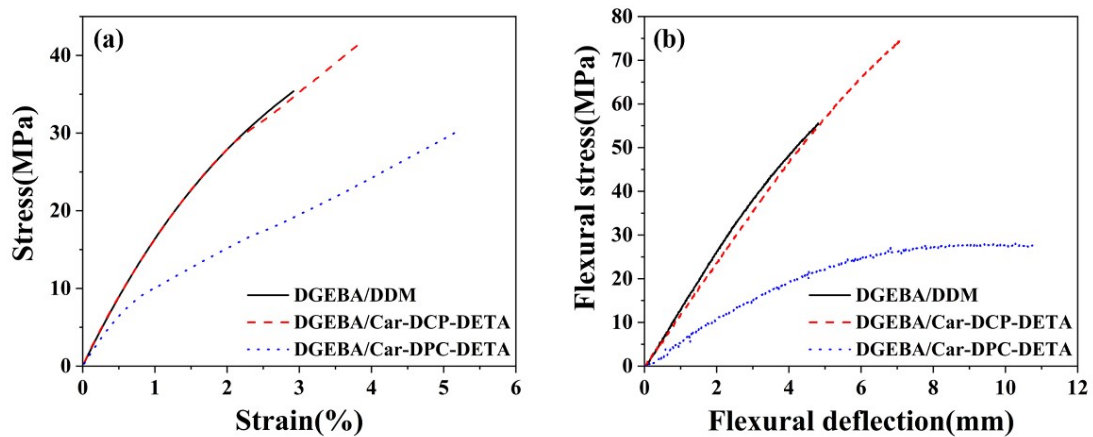 (a)
Stress(MPa)
40
30
20
10
0
DGEBA/DDM
DGEBA/Car-DCP-DETA
DGEBA/Car-DPC-DETA
0 1 2 3 4 5 6
Strain(%)
(b)
Flexural stress(MPa)
80
70
60
50
40
30
20
10
0
DGEBA/DDM
DGEBA/Car-DCP-DETA
DGEBA/Car-DPC-DETA
0 2 4 6 8 10 12
Flexural deflection(mm)